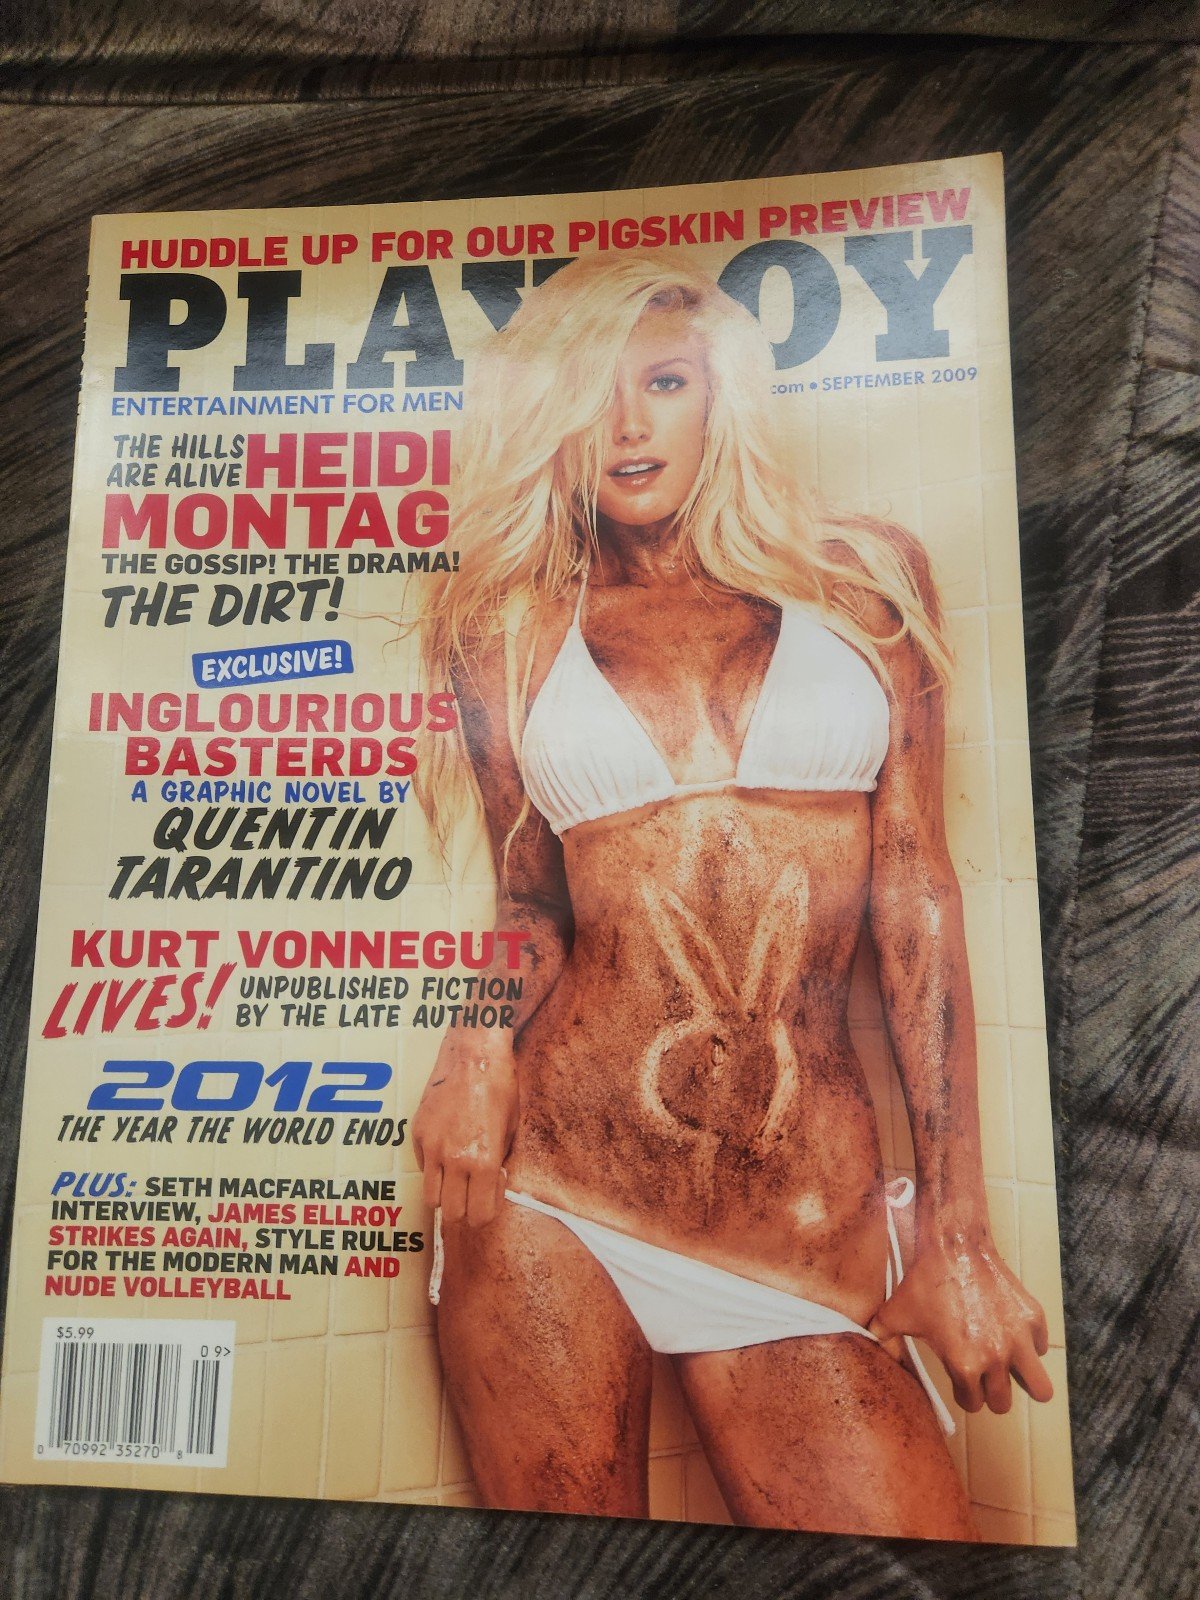 HUDDLE UP FOR OUR PIGSKIN PREVIEW
PLAYBOY
ENTERTAINMENT FOR MEN
.com • SEPTEMBER 2009
THE HILLS
ARE ALIVE
HEIDI
MONTAG
THE GOSSIP! THE DRAMA!
THE DIRT!
EXCLUSIVE!
INGLOURIOUS
BASTERDS
A GRAPHIC NOVEL BY
QUENTIN
TARANTINO
KURT VONNEGUT
LIVES!
UNPUBLISHED FICTION
BY THE LATE AUTHOR
2012
THE YEAR THE WORLD ENDS
PLUS: SETH MACFARLANE
INTERVIEW, JAMES ELLROY
STRIKES AGAIN, STYLE RULES
FOR THE MODERN MAN AND
NUDE VOLLEYBALL
$5.99
09>
0 70992 35270 8